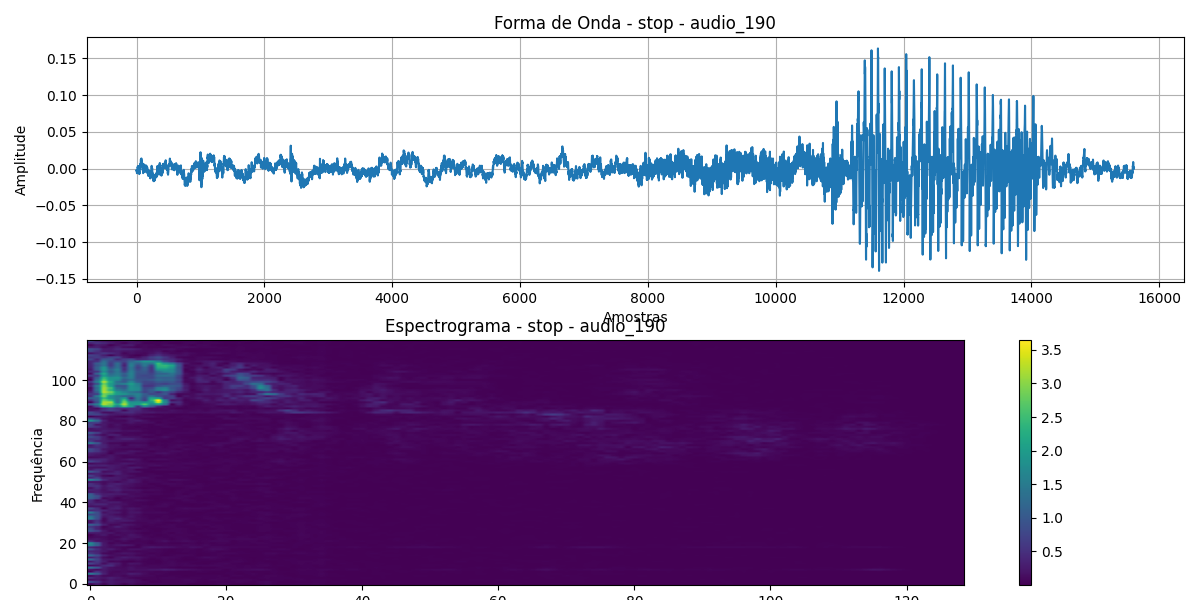 Forma de Onda - stop - audio_190
Amplitude
0.15
0.10
0.05
0.00
−0.05
−0.10
−0.15
0 2000 4000 6000 8000 10000 12000 14000 16000
Amostras
Espectrograma - stop - audio_190
Frequência
100
80
60
40
20
0
0 20 40 60 80 100 120
3.5
3.0
2.5
2.0
1.5
1.0
0.5